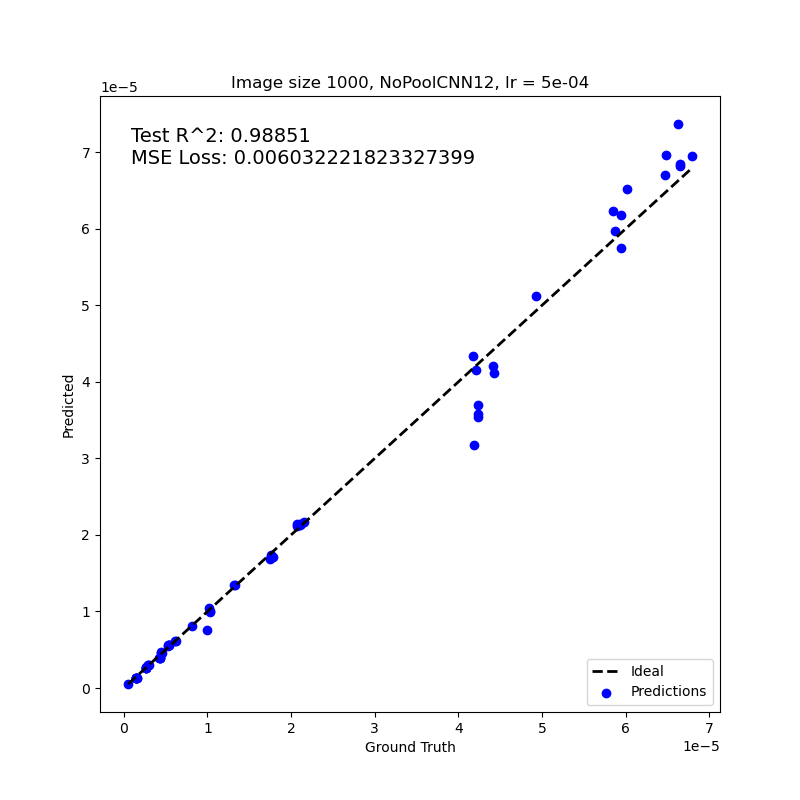 Image size 1000, NoPoolCNN12, lr = 5e-04
1e−5
Test R^2: 0.98851
MSE Loss: 0.006032221823327399
7
6
5
4
3
2
1
0
Predicted
Ideal
Predictions
0 1 2 3 4 5 6 7
1e−5
Ground Truth